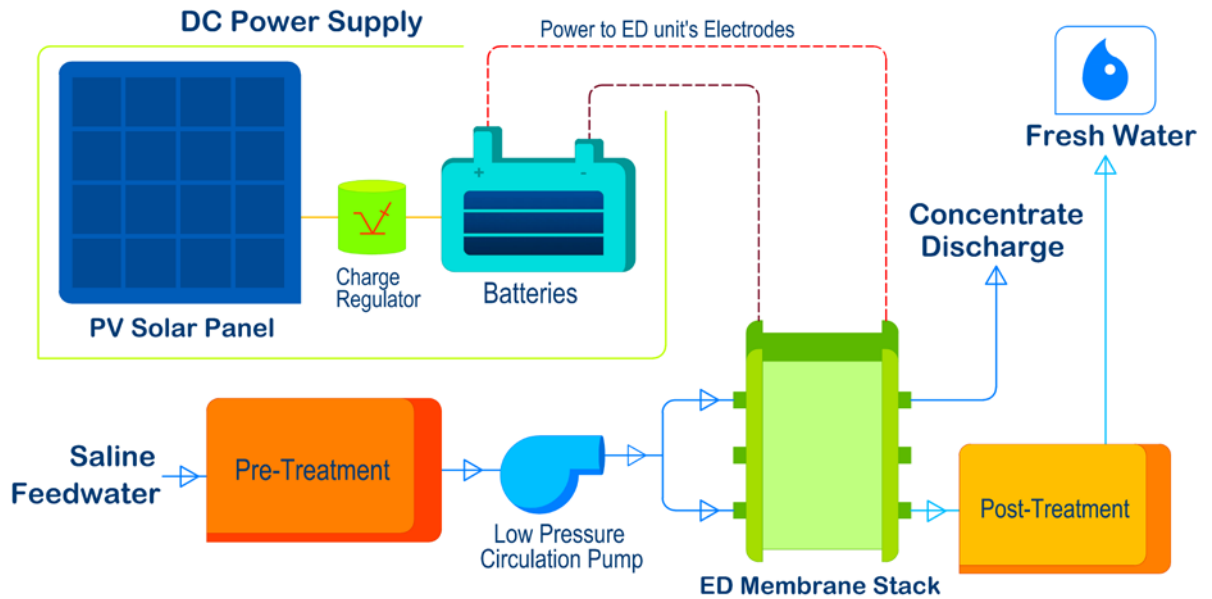 DC Power Supply
Power to ED unit's Electrodes
+
-
Charge
Regulator
Batteries
PV Solar Panel
Fresh Water
Concentrate
Discharge
Saline
Feedwater
Pre-Treatment
Low Pressure
Circulation Pump
ED Membrane Stack
Post-Treatment